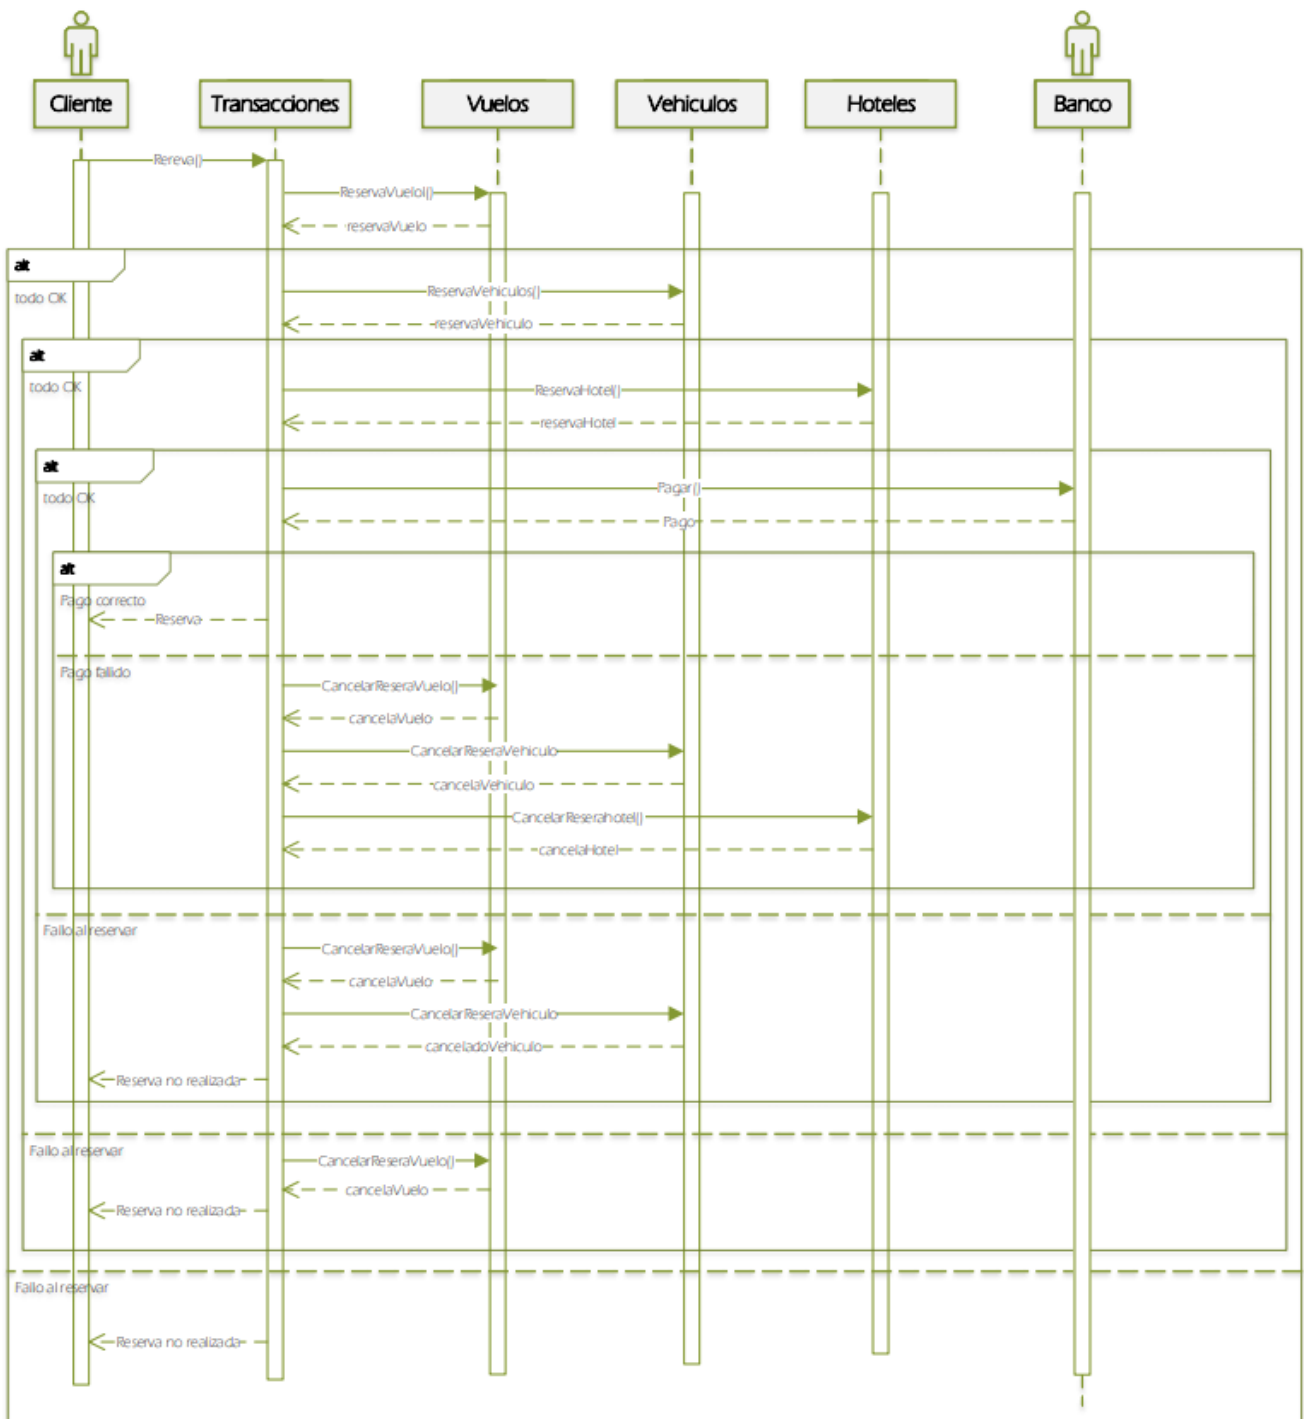 Cliente
Transacciones
Vuelos
Vehiculos
Hoteles
Banco
Rereva()
ReservaVuelol()
reservaVuelo
alt
todo OK
ReservaVehiculos()
reservaVehiculo
alt
todo OK
ReservaHotel()
reservaHotel
alt
todo OK
Pagar()
Pago
alt
Pago correcto
Reserva
Pago fallido
CancelarReseraVuelo()
cancelaVuelo
CancelarReseraVehiculo
cancelaVehiculo
CancelarReserahotel()
cancelaHotel
Fallo al reservar
CancelarReseraVuelo()
cancelaVuelo
CancelarReseraVehiculo
canceladoVehiculo
Reserva no realizada
Fallo al reservar
CancelarReseraVuelo()
cancelaVuelo
Reserva no realizada
Fallo al reservar
Reserva no realizada